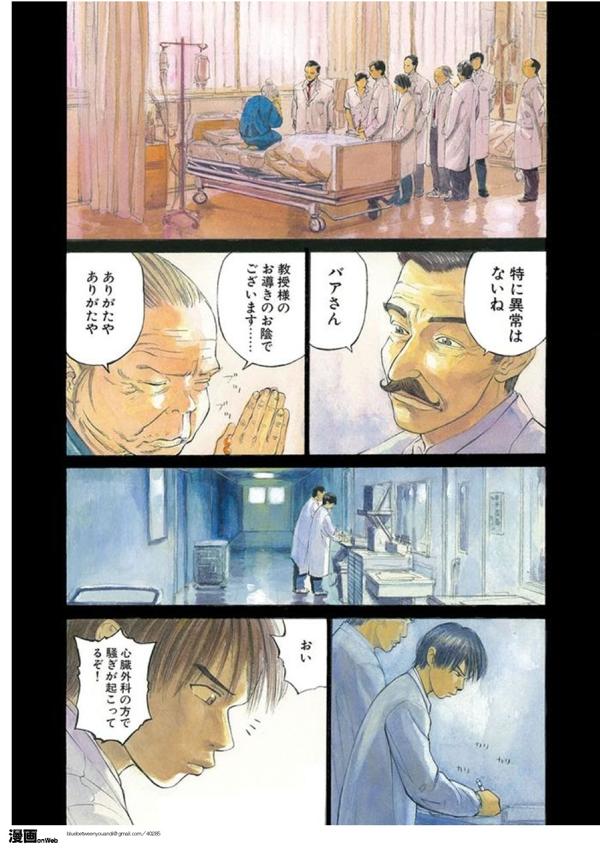 特に異常は
ないね
バアさん
教授様の
お導きのお陰で
ございます……
ありがたや
ありがたや
ブツ
ブツ
おい
心臓外科の方で
騒ぎが起こって
るぞ!
カリ
カリ
漫画onWeb